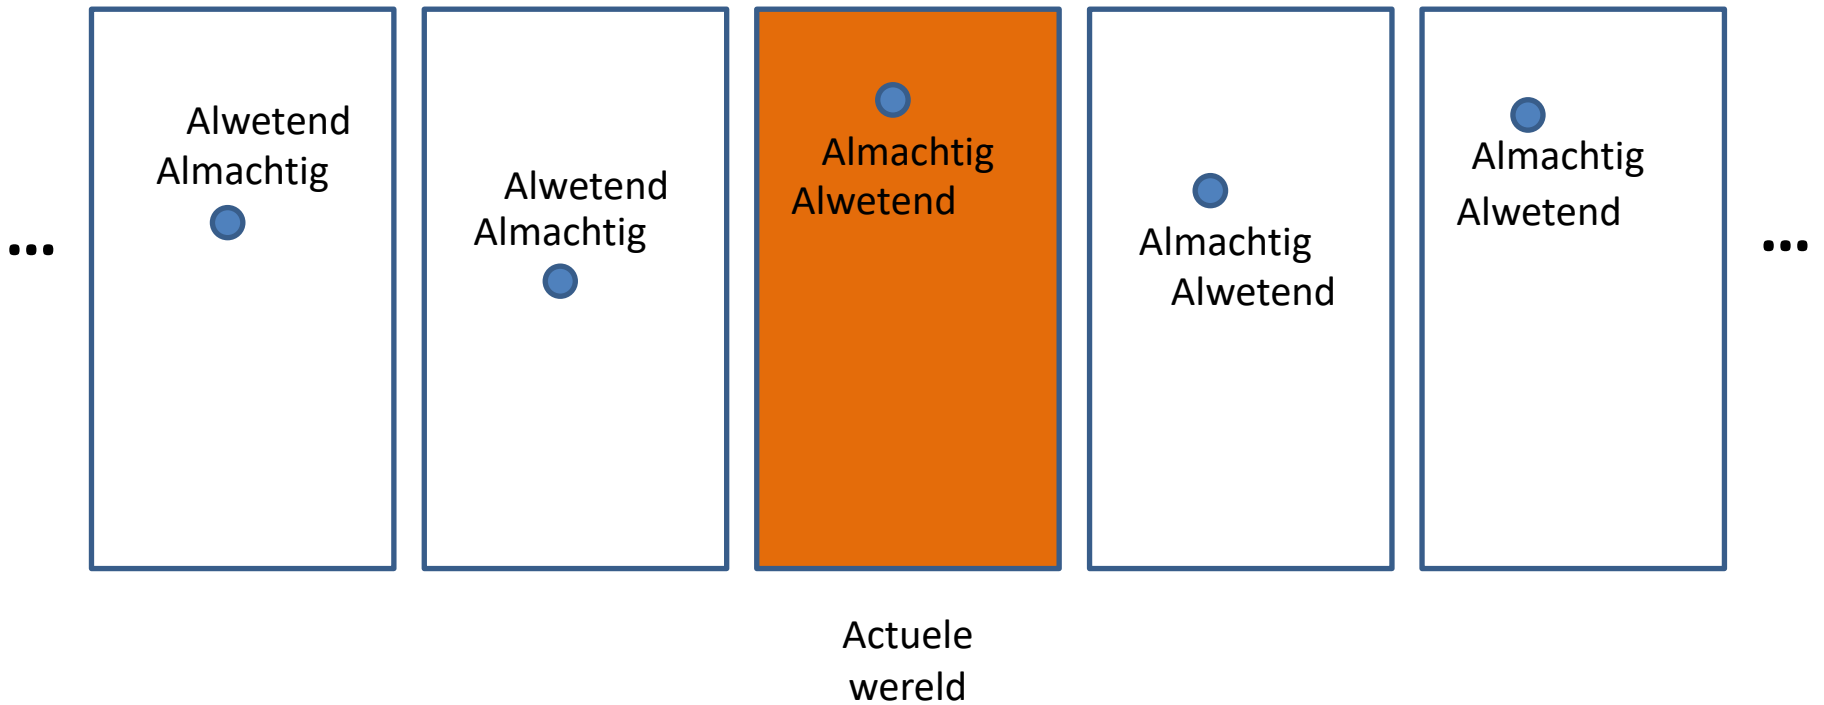 ...
Alwetend
Almachtig
Alwetend
Almachtig
Almachtig
Alwetend
Almachtig
Alwetend
Almachtig
Alwetend
...
Actuele
wereld